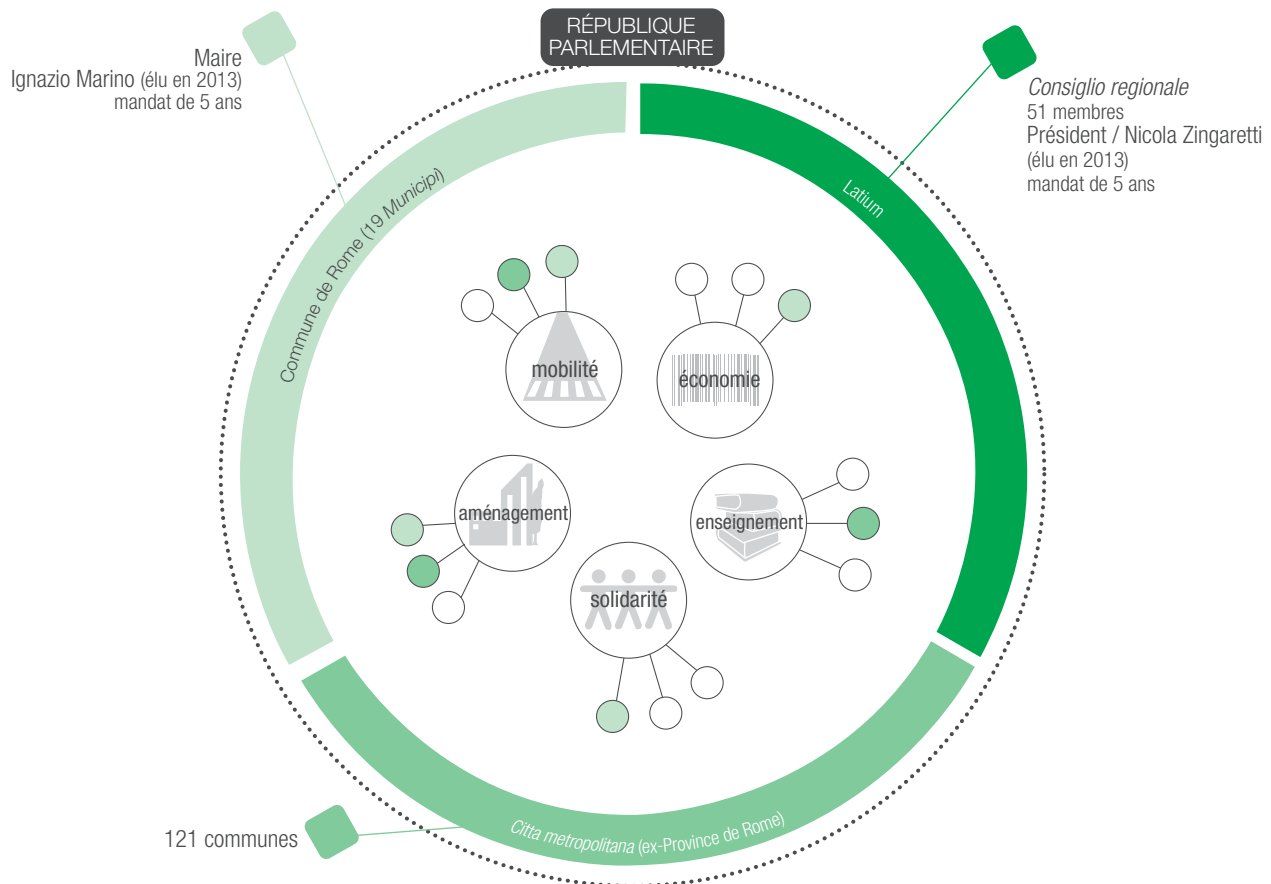 RÉPUBLIQUE
PARLEMENTAIRE
Maire
Ignazio Marino (élu en 2013)
mandat de 5 ans
Consiglio regionale
51 membres
Président / Nicola Zingaretti
(élu en 2013)
mandat de 5 ans
Commune de Rome (19 Municipi)
Latium
mobilité
économie
aménagement
enseignement
solidarité
Citta metropolitana (ex-Province de Rome)
121 communes